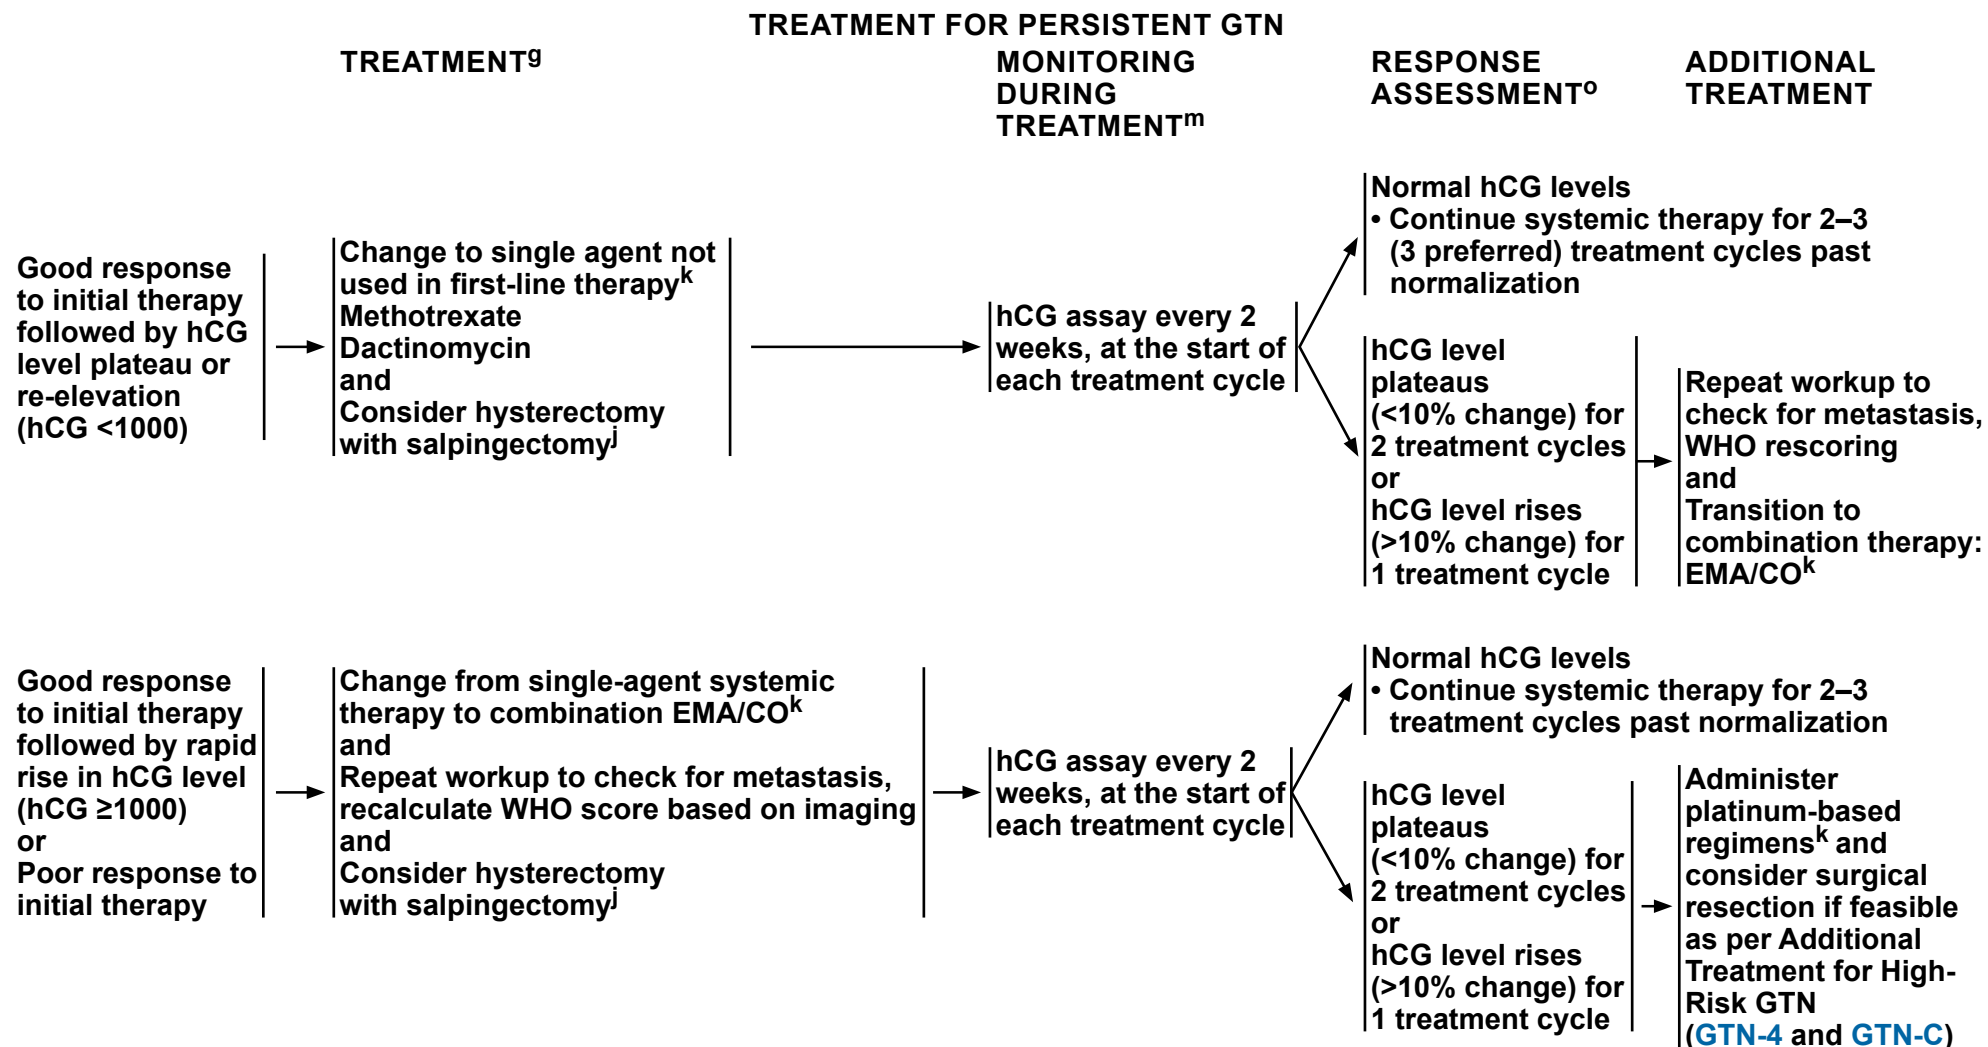 TREATMENT FOR PERSISTENT GTN
TREATMENTg
MONITORING
DURING
TREATMENTm
RESPONSE
ASSESSMENTo
ADDITIONAL
TREATMENT
Good response
to initial therapy
followed by hCG
level plateau or
re-elevation
(hCG <1000)
Change to single agent not
used in first-line therapyk
Methotrexate
Dactinomycin
and
Consider hysterectomy
with salpingectomyj
hCG assay every 2
weeks, at the start of
each treatment cycle
Normal hCG levels
• Continue systemic therapy for 2–3
(3 preferred) treatment cycles past
normalization
hCG level
plateaus
(<10% change) for
2 treatment cycles
or
hCG level rises
(>10% change) for
1 treatment cycle
Repeat workup to
check for metastasis,
WHO rescoring
and
Transition to
combination therapy:
EMA/COk
Good response
to initial therapy
followed by rapid
rise in hCG level
(hCG ≥1000)
or
Poor response to
initial therapy
Change from single-agent systemic
therapy to combination EMA/COk
and
Repeat workup to check for metastasis,
recalculate WHO score based on imaging
and
Consider hysterectomy
with salpingectomyj
hCG assay every 2
weeks, at the start of
each treatment cycle
Normal hCG levels
• Continue systemic therapy for 2–3
treatment cycles past normalization
hCG level
plateaus
(<10% change) for
2 treatment cycles
or
hCG level rises
(>10% change) for
1 treatment cycle
Administer
platinum-based
regimensk and
consider surgical
resection if feasible
as per Additional
Treatment for High-
Risk GTN
(GTN-4 and GTN-C)